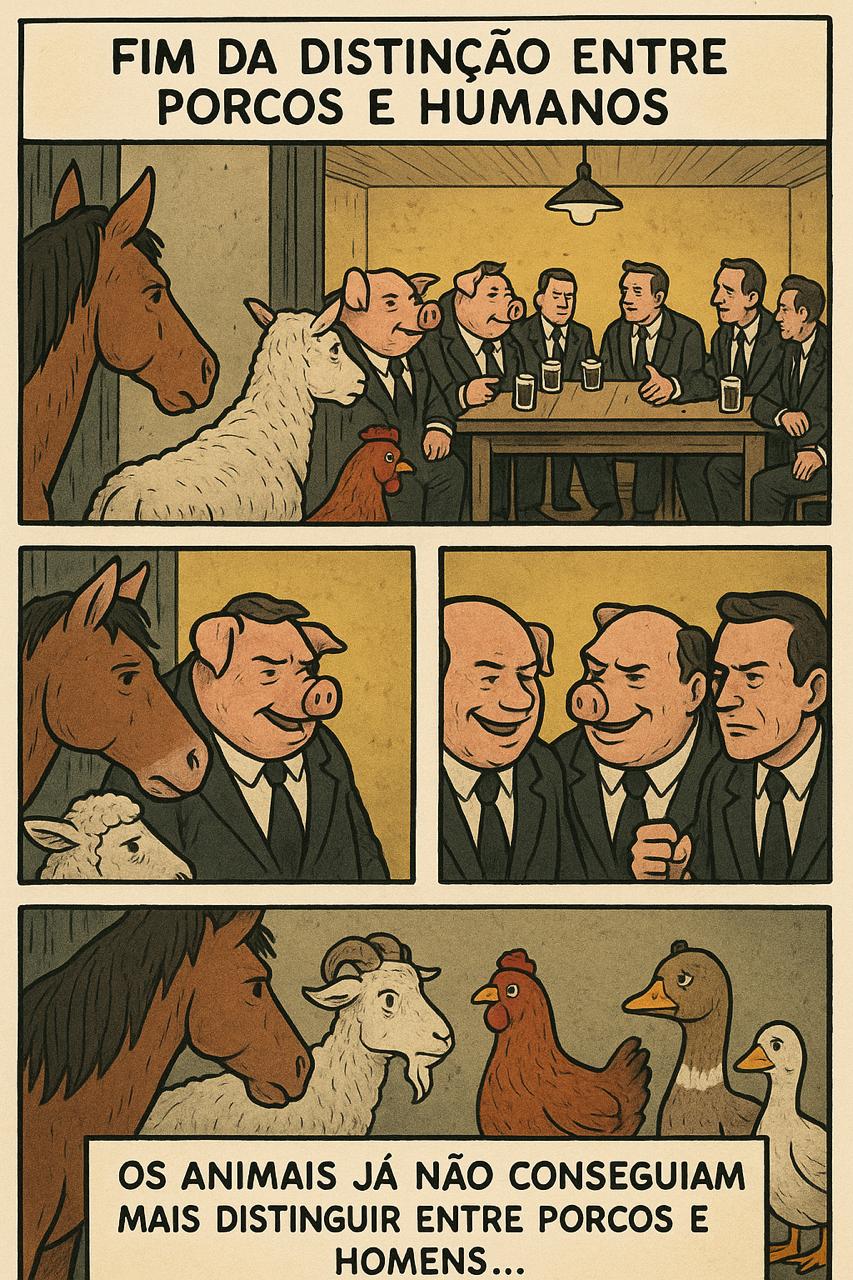 FIM DA DISTINÇÃO ENTRE
PORCOS E HUMANOS
OS ANIMAIS JÁ NÃO CONSEGUIAM
MAIS DISTINGUIR ENTRE PORCOS E
HOMENS...